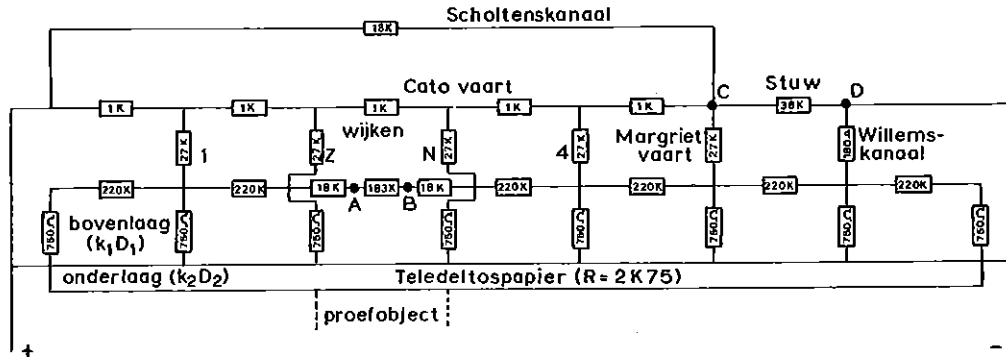 Scholtenskanaal
18K
Cato vaart
Stuw
C
D
1K 1K 1K 1K 1K 38K
wijken
27K 1 27K Z 27K N 27K 4 27K 180Ω
Margriet
vaart
Willems-
kanaal
220K 220K 18K A 183K B 18K 220K 220K 220K 220K
bovenlaag
(k₁D₁)
750Ω 750Ω 750Ω 750Ω 750Ω 750Ω 750Ω 750Ω
onderlaag (k₂D₂) Teledeltospapier (R=2K75)
proefobject
+ -